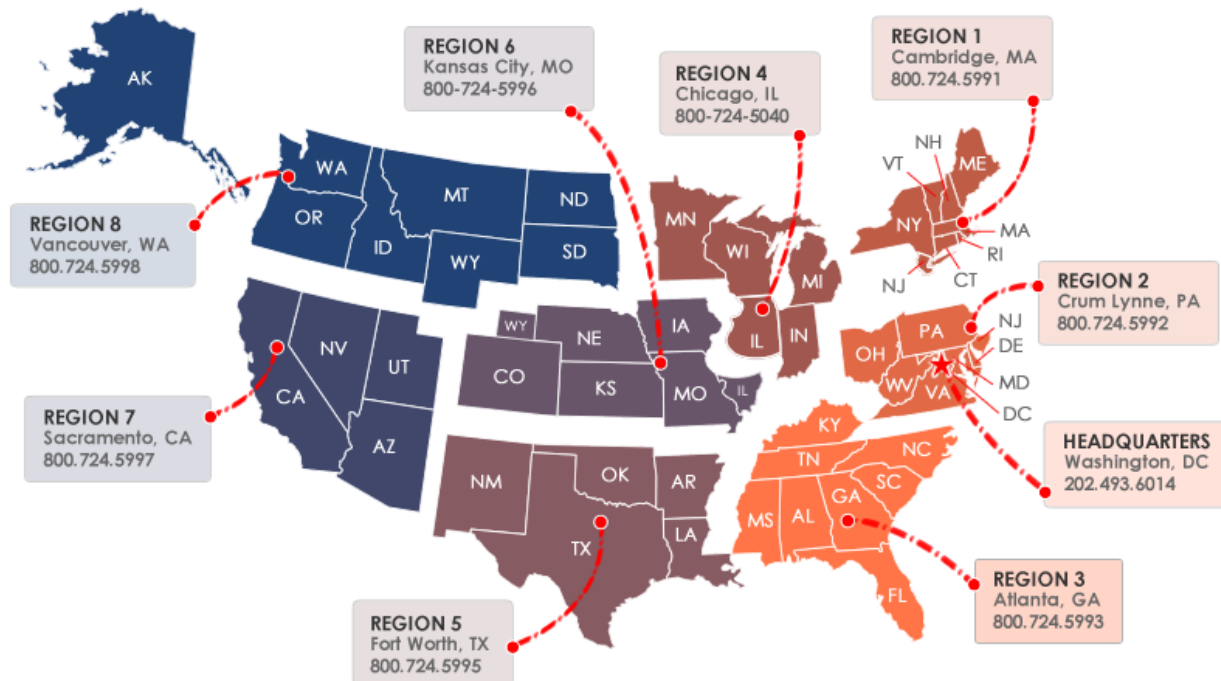 REGION 6
Kansas City, MO
800-724-5996
REGION 4
Chicago, IL
800-724-5040
REGION 1
Cambridge, MA
800.724.5991
AK
WA
MT
ND
OR
ID
WY
SD
MN
WI
MI
NH
VT
ME
NY
MA
RI
CT
NJ
REGION 8
Vancouver, WA
800.724.5998
REGION 2
Crum Lynne, PA
800.724.5992
NV
UT
CA
AZ
WY
NE
IA
CO
KS
MO
IL
IL
IN
OH
PA
NJ
DE
WV
MD
VA
DC
REGION 7
Sacramento, CA
800.724.5997
HEADQUARTERS
Washington, DC
202.493.6014
NM
OK
AR
TX
LA
KY
TN
NC
SC
MS
AL
GA
FL
REGION 3
Atlanta, GA
800.724.5993
REGION 5
Fort Worth, TX
800.724.5995